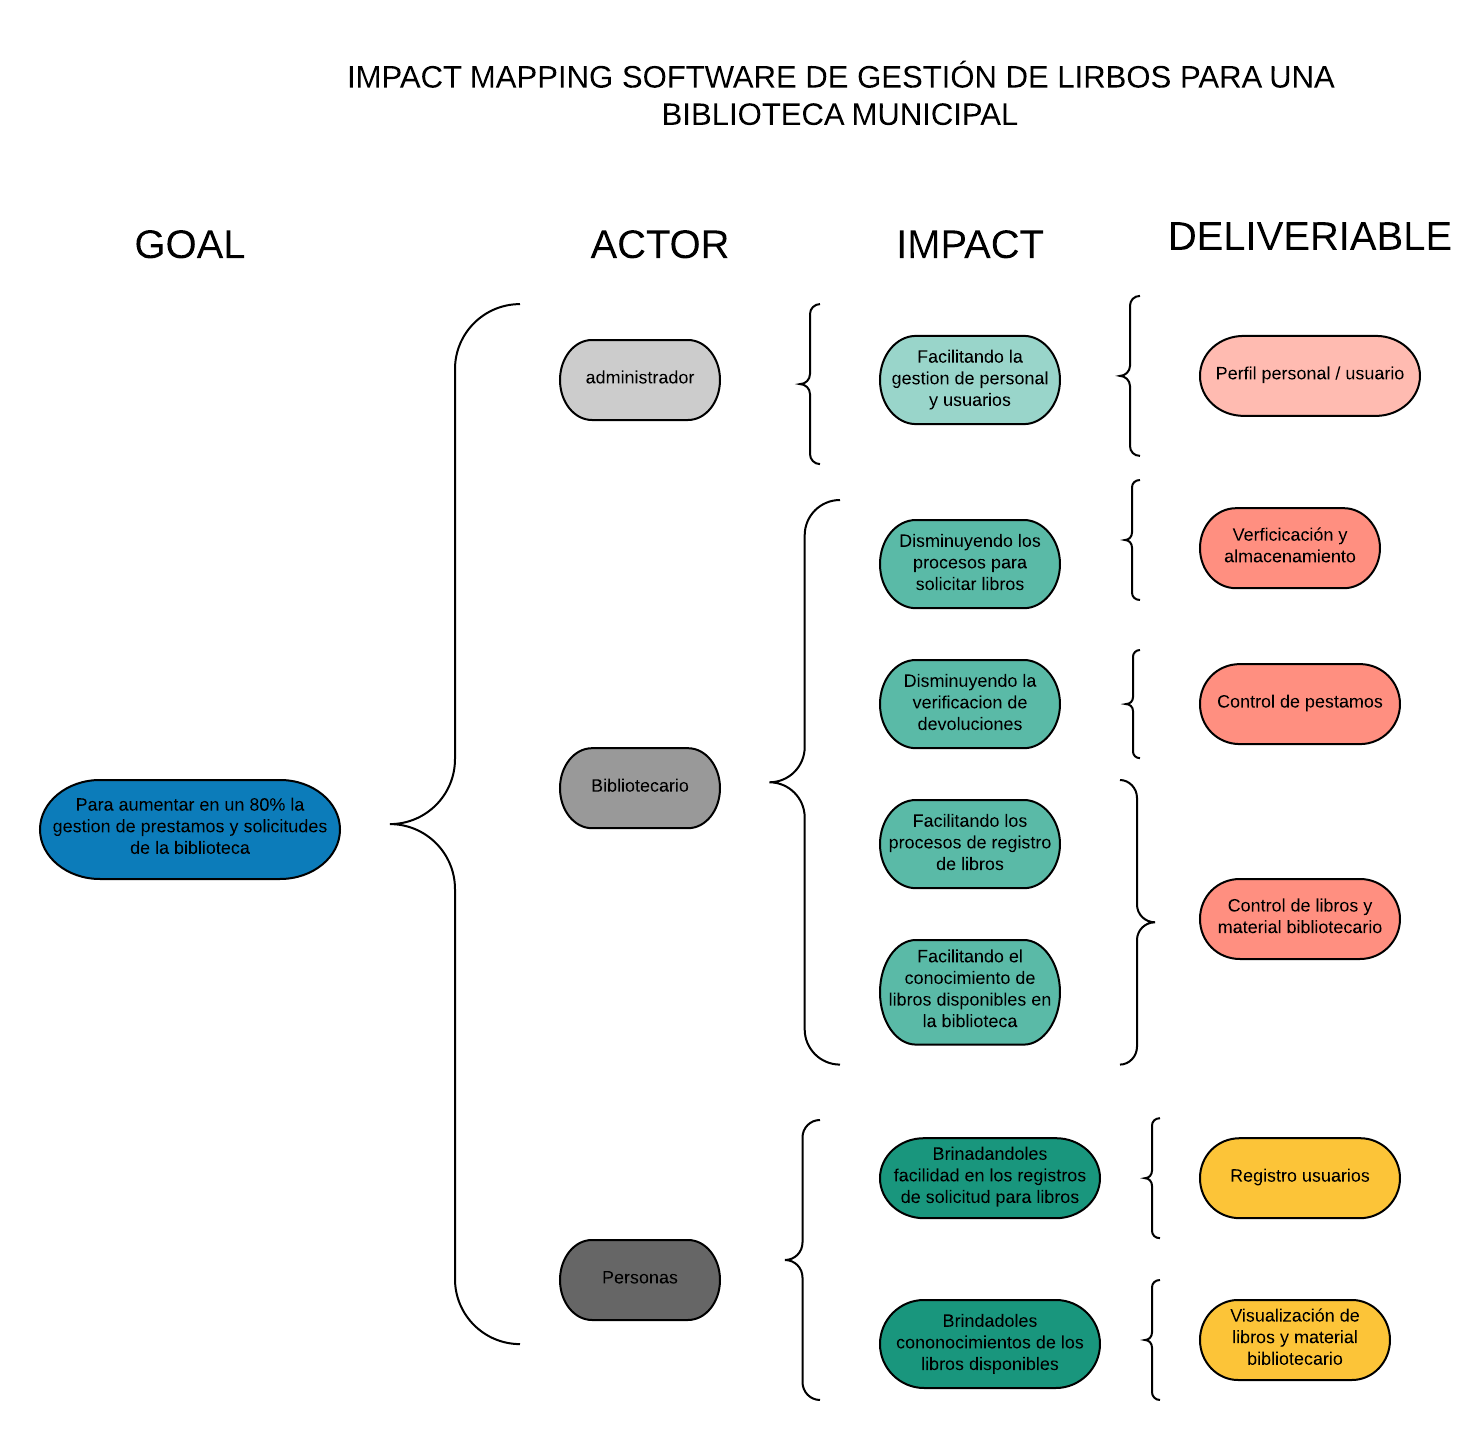 IMPACT MAPPING SOFTWARE DE GESTIÓN DE LIRBOS PARA UNA
BIBLIOTECA MUNICIPAL
GOAL
ACTOR
IMPACT
DELIVERIABLE
Para aumentar en un 80% la
gestion de prestamos y solicitudes
de la biblioteca
administrador
Facilitando la
gestion de personal
y usuarios
Perfil personal / usuario
Bibliotecario
Disminuyendo los
procesos para
solicitar libros
Verficicación y
almacenamiento
Disminuyendo la
verificacion de
devoluciones
Control de pestamos
Facilitando los
procesos de registro
de libros
Facilitando el
conocimiento de
libros disponibles en
la biblioteca
Control de libros y
material bibliotecario
Personas
Brinadandoles
facilidad en los registros
de solicitud para libros
Registro usuarios
Brindadoles
cononocimientos de los
libros disponibles
Visualización de
libros y material
bibliotecario